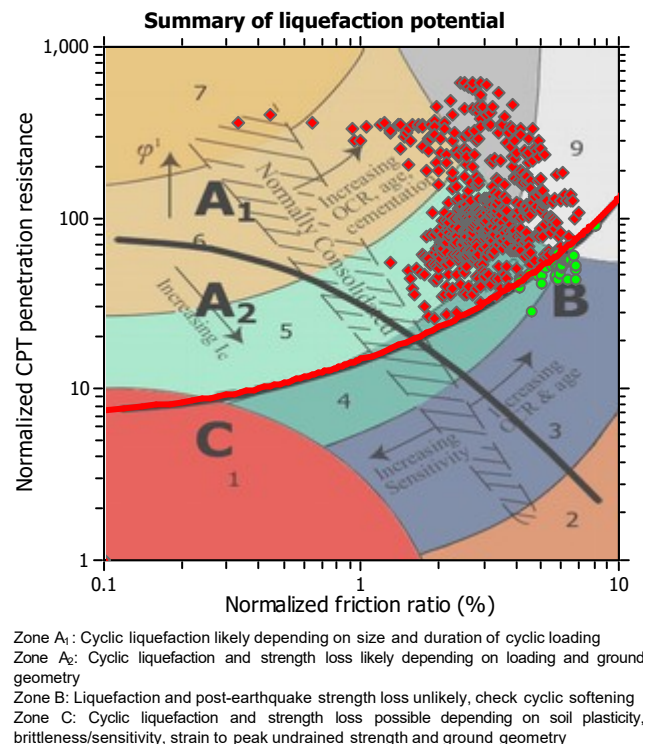 Summary of liquefaction potential
1,000
7
9
φ'
A1
Normally Consolidated
Increasing
OCR, age,
cementation
Normalized CPT penetration resistance
100
6
A2
Increasing Ic
5
B
10
4
C
1
Increasing
Sensitivity
Increasing
OCR & age
3
2
1
0.1
1
10
Normalized friction ratio (%)
Zone A1: Cyclic liquefaction likely depending on size and duration of cyclic loading
Zone A2: Cyclic liquefaction and strength loss likely depending on loading and ground
geometry
Zone B: Liquefaction and post-earthquake strength loss unlikely, check cyclic softening
Zone C: Cyclic liquefaction and strength loss possible depending on soil plasticity,
brittleness/sensitivity, strain to peak undrained strength and ground geometry